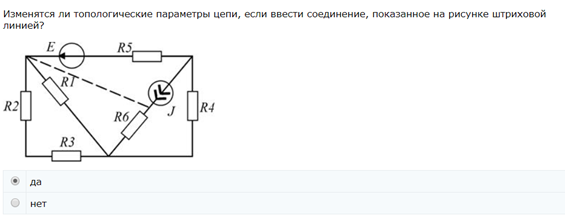 Изменятся ли топологические параметры цепи, если ввести соединение, показанное на рисунке штриховой
линией?
E R5
R1
R2 R4
J
R6
R3
да
нет